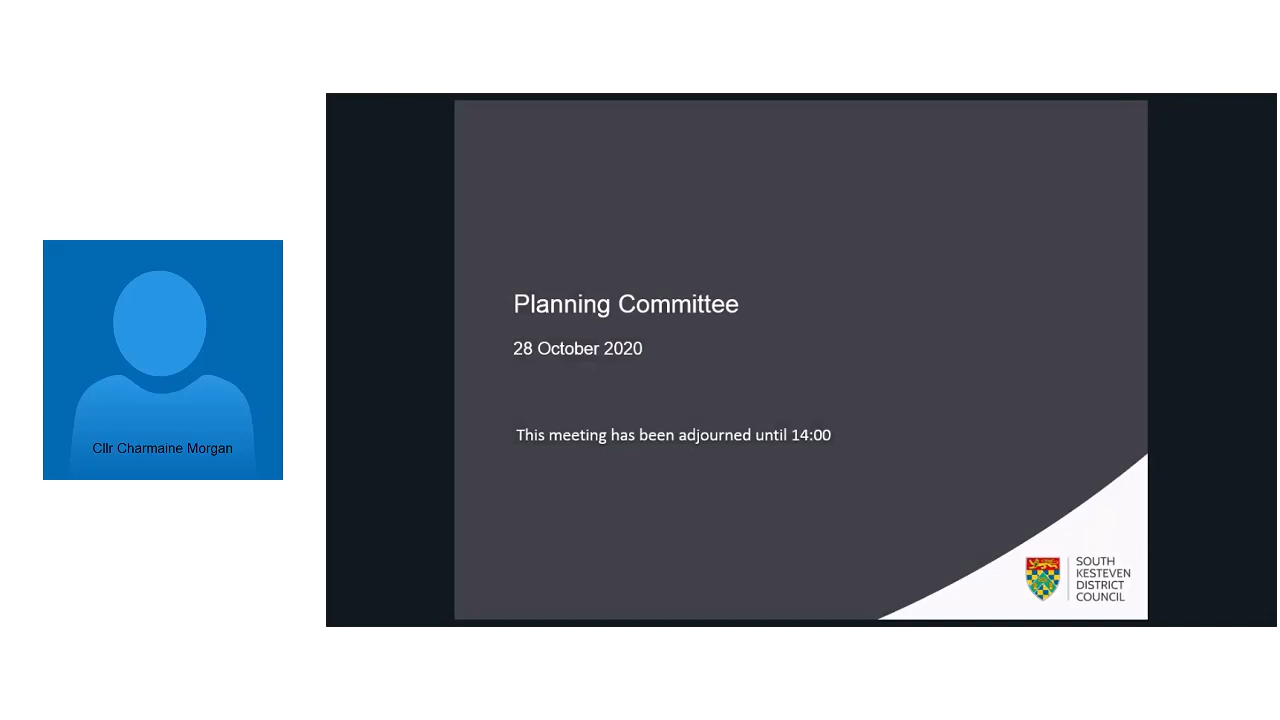 Cllr Charmaine Morgan
Planning Committee
28 October 2020
This meeting has been adjourned until 14:00
SOUTH
KESTEVEN
DISTRICT
COUNCIL